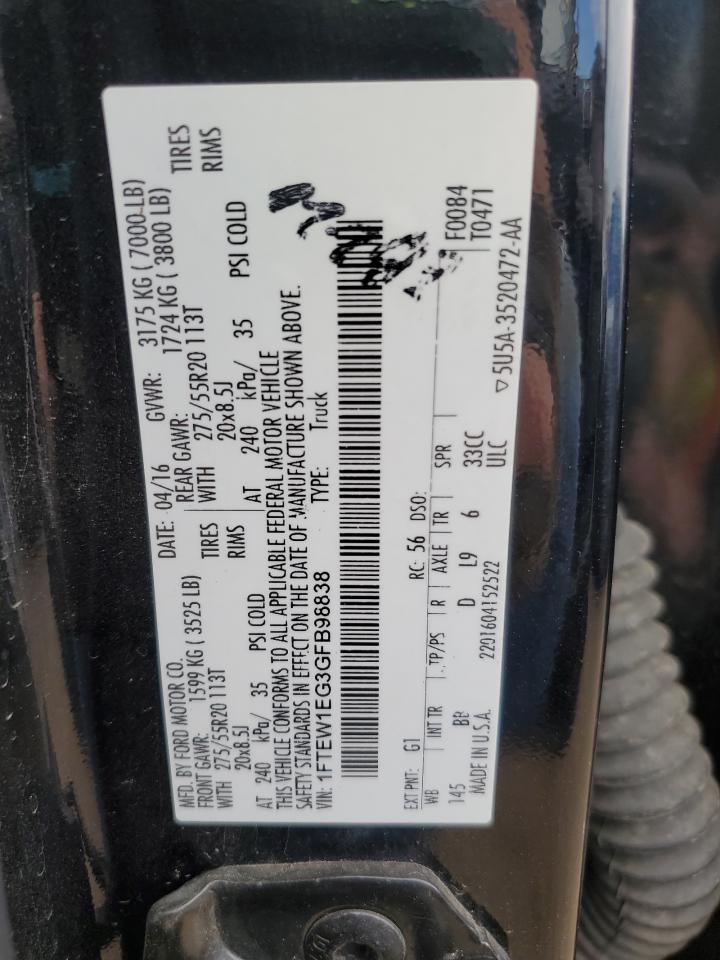 MFD. BY FORD MOTOR CO.
DATE: 04/16 GVWR: 3175 KG ( 7000 LB)
FRONT GAWR: 1599 KG ( 3525 LB) REAR GAWR: 1724 KG ( 3800 LB)
WITH 275/55R20 113T TIRES WITH 275/55R20 113T TIRES
20x8.5J RIMS 20x8.5J RIMS
AT 240 kPa/ 35 PSI COLD AT 240 kPa/ 35 PSI COLD
THIS VEHICLE CONFORMS TO ALL APPLICABLE FEDERAL MOTOR VEHICLE
SAFETY STANDARDS IN EFFECT ON THE DATE OF MANUFACTURE SHOWN ABOVE.
VIN: 1FTEW1EG3GFB98838 TYPE: Truck
F0084
EXT PNT: G1 RC: 56 DSO: T0471
WB INT TR TP/PS R AXLE TR SPR
145 D L9 6 33CC
ULC
MADE IN U.S.A. 2201604152522 ▽5U5A-3520472-AA